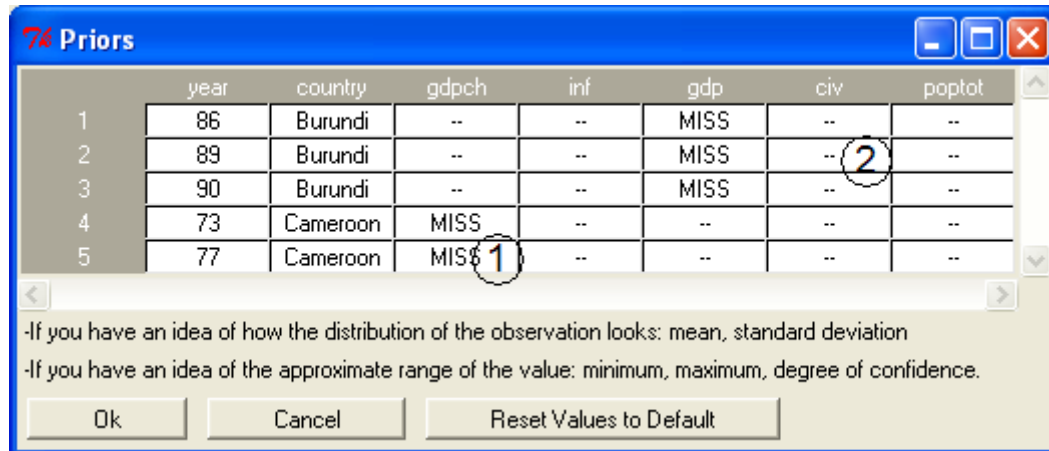 Priors
year country gdpch inf gdp civ poptot
1 86 Burundi -- -- MISS -- --
2 89 Burundi -- -- MISS -- 2 --
3 90 Burundi -- -- MISS -- --
4 73 Cameroon MISS -- -- -- --
5 77 Cameroon MISS 1 -- -- -- --
-If you have an idea of how the distribution of the observation looks: mean, standard deviation
-If you have an idea of the approximate range of the value: minimum, maximum, degree of confidence.
Ok Cancel Reset Values to Default